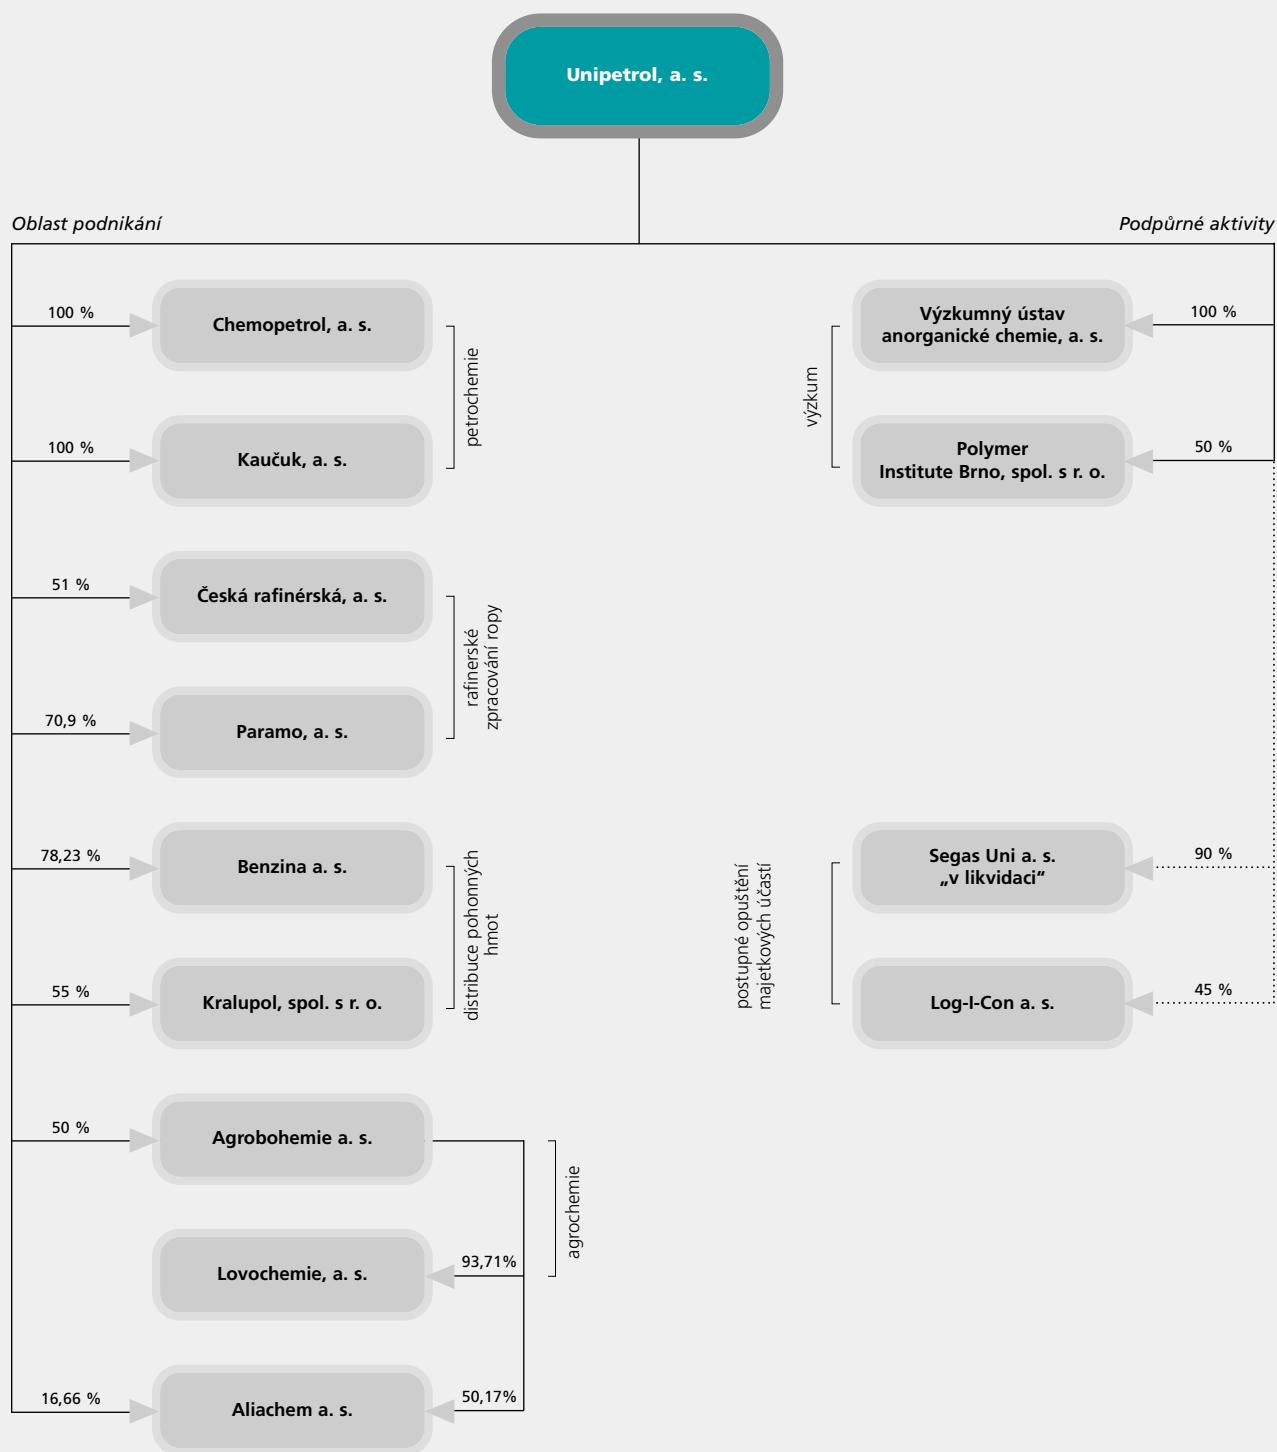 Unipetrol, a. s.
Oblast podnikání
Podpůrné aktivity
100 %
Chemopetrol, a. s.
100 %
Kaučuk, a. s.
petrochemie
51 %
Česká rafinérská, a. s.
70,9 %
Paramo, a. s.
rafinerské
zpracování ropy
78,23 %
Benzina a. s.
55 %
Kralupol, spol. s r. o.
distribuce pohonných
hmot
50 %
Agrobohemie a. s.
93,71%
Lovochemie, a. s.
agrochemie
16,66 %
Aliachem a. s.
50,17%
výzkum
Výzkumný ústav
anorganické chemie, a. s.
100 %
Polymer
Institute Brno, spol. s r. o.
50 %
postupné opuštění
majetkových účastí
Segas Uni a. s.
„v likvidaci“
90 %
Log-I-Con a. s.
45 %